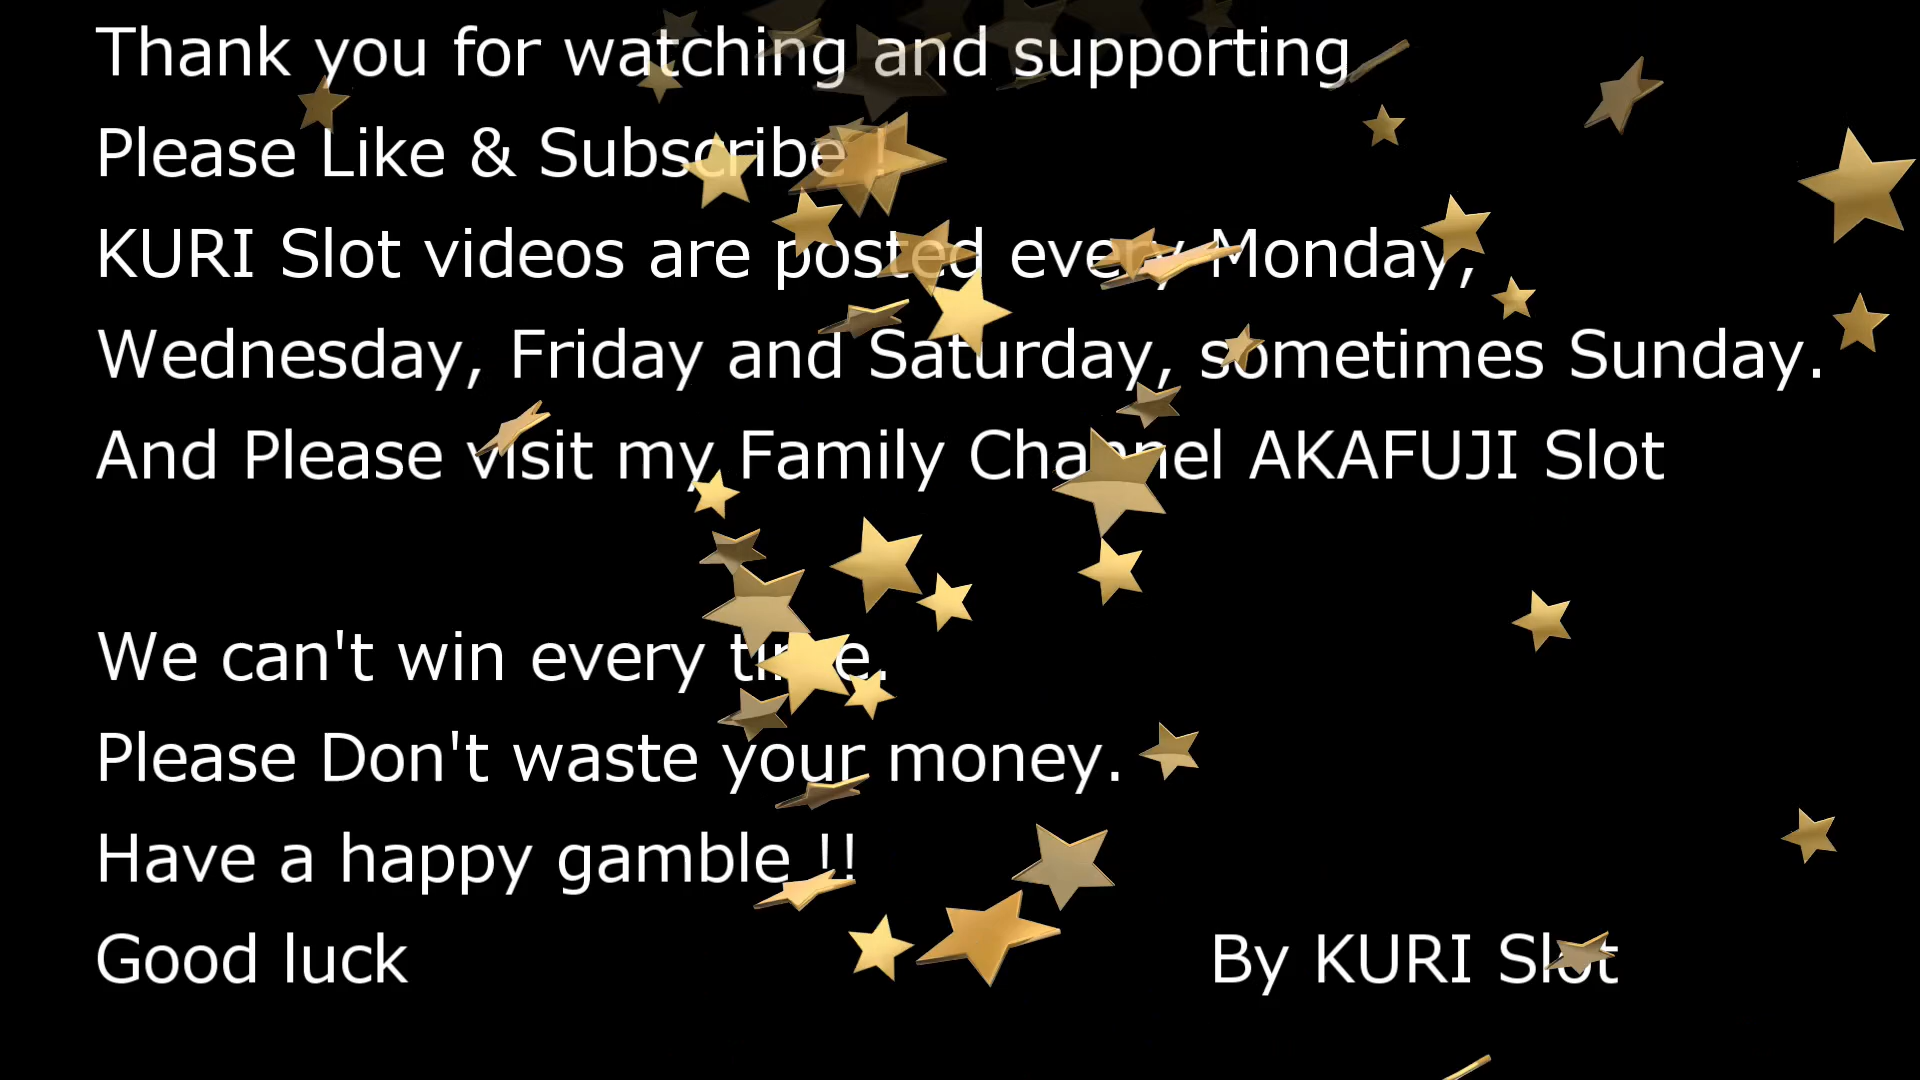 Thank you for watching and supporting
Please Like & Subscribe !
KURI Slot videos are posted every Monday,
Wednesday, Friday and Saturday, sometimes Sunday.
And Please visit my Family Channel AKAFUJI Slot
We can't win every time.
Please Don't waste your money.
Have a happy gamble !!
Good luck By KURI Slot